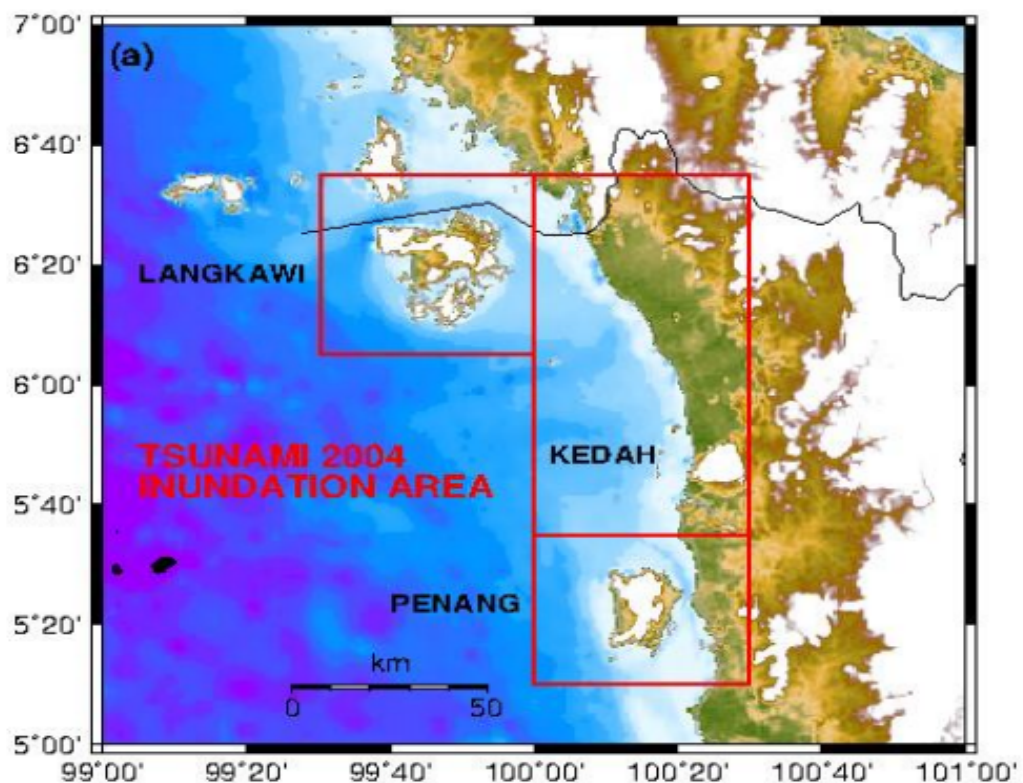 (a)
7°00'
6°40'
6°20'
6°00'
5°40'
5°20'
5°00'
LANGKAWI
TSUNAMI 2004
INUNDATION AREA
KEDAH
PENANG
km
0 50
99°00' 99°20' 99°40' 100°00' 100°20' 100°40' 101°00'